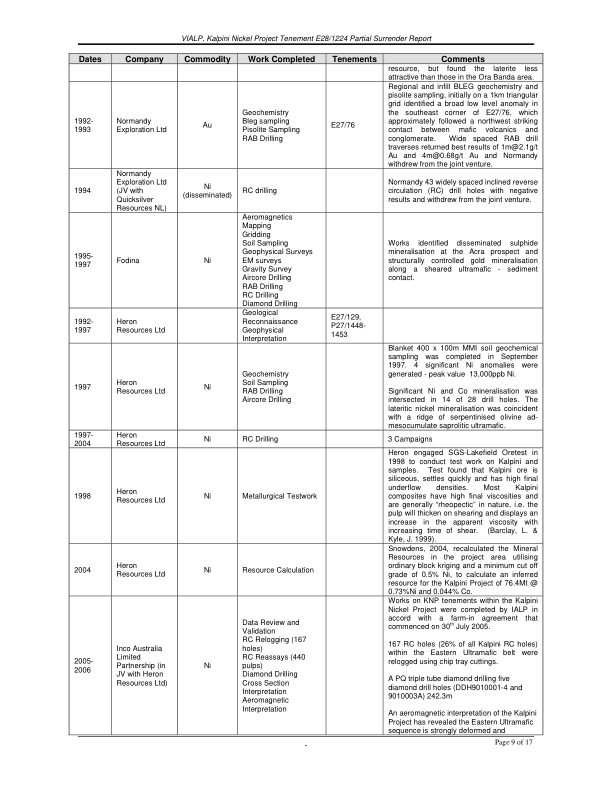 VIALP, Kalpini Nickel Project Tenement E28/1224 Partial Surrender Report
Dates Company Commodity Work Completed Tenements Comments
resource, but found the laterite less
attractive than those in the Ora Banda area.
1992-
1993
Normandy
Exploration Ltd
Au
Geochemistry
Bleg sampling
Pisolite Sampling
RAB Drilling
E27/76
Regional and infill BLEG geochemistry and
pisolite sampling, initially on a 1km triangular
grid identified a broad low level anomaly in
the southeast corner of E27/76, which
approximately followed a northwest striking
contact between mafic volcanics and
conglomerate. Wide spaced RAB drill
traverses returned best results of 1m@2.1g/t
Au and 4m@0.68g/t Au and Normandy
withdrew from the joint venture.
1994
Normandy
Exploration Ltd
(JV with
Quicksilver
Resources NL)
Ni
(disseminated)
RC drilling
Normandy 43 widely spaced inclined reverse
circulation (RC) drill holes with negative
results and withdrew from the joint venture.
1995-
1997
Fodina
Ni
Aeromagnetics
Mapping
Gridding
Soil Sampling
Geophysical Surveys
EM surveys
Gravity Survey
Aircore Drilling
RAB Drilling
RC Drilling
Diamond Drilling
Works identified disseminated sulphide
mineralisation at the Acra prospect and
structurally controlled gold mineralisation
along a sheared ultramafic - sediment
contact.
1992-
1997
Heron
Resources Ltd
Geological
Reconnaissance
Geophysical
Interpretation
E27/129,
P27/1448-
1453
1997
Heron
Resources Ltd
Ni
Geochemistry
Soil Sampling
RAB Drilling
Aircore Drilling
Blanket 400 x 100m MMI soil geochemical
sampling was completed in September
1997. 4 significant Ni anomalies were
generated - peak value 13,000ppb Ni.
Significant Ni and Co mineralisation was
intersected in 14 of 28 drill holes. The
lateritic nickel mineralisation was coincident
with a ridge of serpentinised olivine ad-
mesocumulate saprolitic ultramafic.
1997-
2004
Heron
Resources Ltd
Ni
RC Drilling
3 Campaigns
1998
Heron
Resources Ltd
Ni
Metallurgical Testwork
Heron engaged SGS-Lakefield Oretest in
1998 to conduct test work on Kalpini and
samples. Test found that Kalpini ore is
siliceous, settles quickly and has high final
underflow densities. Most Kalpini
composites have high final viscosities and
are generally “rheopectic” in nature, i.e. the
pulp will thicken on shearing and displays an
increase in the apparent viscosity with
increasing time of shear. (Barclay, L. &
Kyle, J. 1999).
2004
Heron
Resources Ltd
Ni
Resource Calculation
Snowdens, 2004, recalculated the Mineral
Resources in the project area utilising
ordinary block kriging and a minimum cut off
grade of 0.5% Ni, to calculate an inferred
resource for the Kalpini Project of 76.4Mt @
0.73%Ni and 0.044% Co.
2005-
2006
Inco Australia
Limited
Partnership (in
JV with Heron
Resources Ltd)
Ni
Data Review and
Validation
RC Relogging (167
holes)
RC Reassays (440
pulps)
Diamond Drilling
Cross Section
Interpretation
Aeromagnetic
Interpretation
Works on KNP tenements within the Kalpini
Nickel Project were completed by IALP in
accord with a farm-in agreement that
commenced on 30th July 2005.
167 RC holes (26% of all Kalpini RC holes)
within the Eastern Ultramafic belt were
relogged using chip tray cuttings.
A PQ triple tube diamond drilling five
diamond drill holes (DDH9010001-4 and
9010003A) 242.3m
An aeromagnetic interpretation of the Kalpini
Project has revealed the Eastern Ultramafic
sequence is strongly deformed and
Page 9 of 17
-